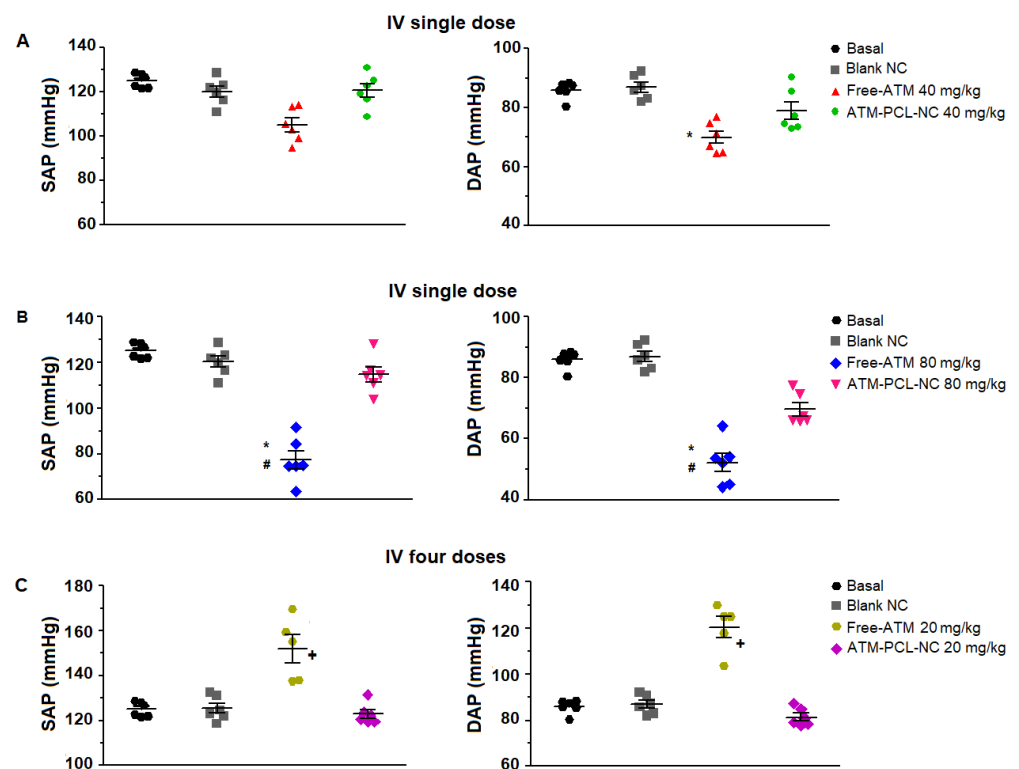 IV single dose
A
SAP (mmHg)
140
120
100
80
60
DAP (mmHg)
100
80
60
40
*
Basal
Blank NC
Free-ATM 40 mg/kg
ATM-PCL-NC 40 mg/kg
IV single dose
B
SAP (mmHg)
140
120
100
80
60
*
#
DAP (mmHg)
100
80
60
40
*
#
Basal
Blank NC
Free-ATM 80 mg/kg
ATM-PCL-NC 80 mg/kg
IV four doses
C
SAP (mmHg)
180
160
140
120
100
+
DAP (mmHg)
140
120
100
80
60
+
Basal
Blank NC
Free-ATM 20 mg/kg
ATM-PCL-NC 20 mg/kg